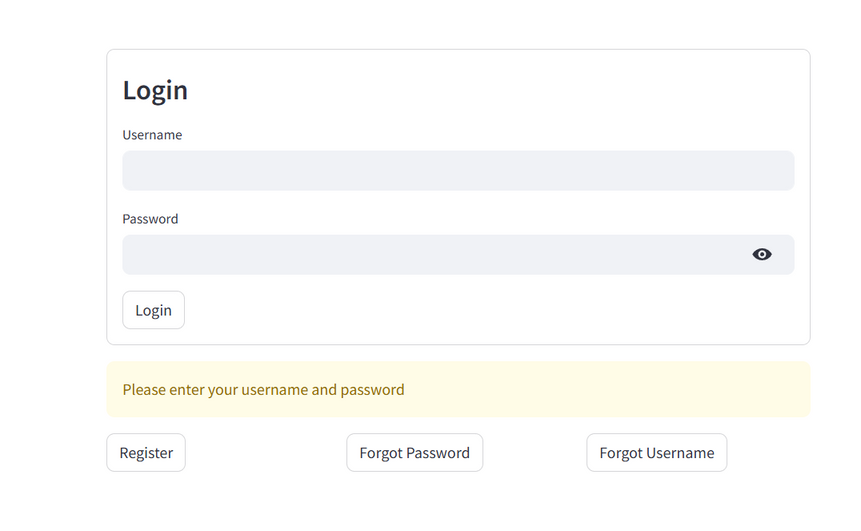 Login
Username
Password
Login
Please enter your username and password
Register
Forgot Password
Forgot Username